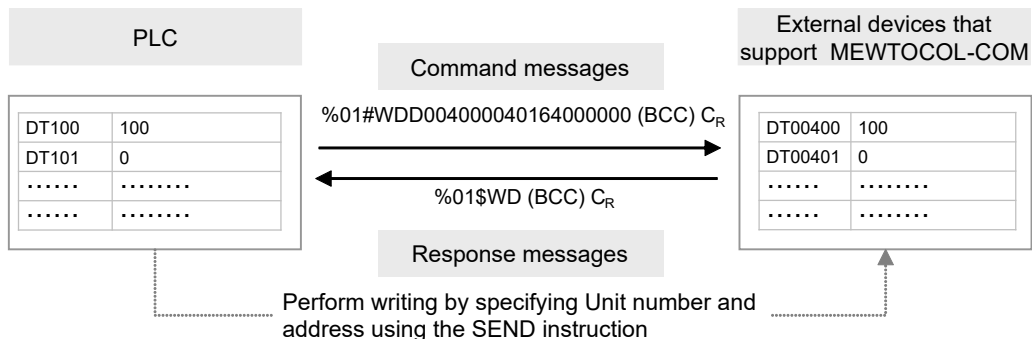 PLC
External devices that
support MEWTOCOL-COM
Command messages
%01#WDD004000040164000000 (BCC) CR
DT100 100
DT101 0
...... ........
...... ........
DT00400 100
DT00401 0
...... ........
...... ........
%01$WD (BCC) CR
Response messages
Perform writing by specifying Unit number and
address using the SEND instruction